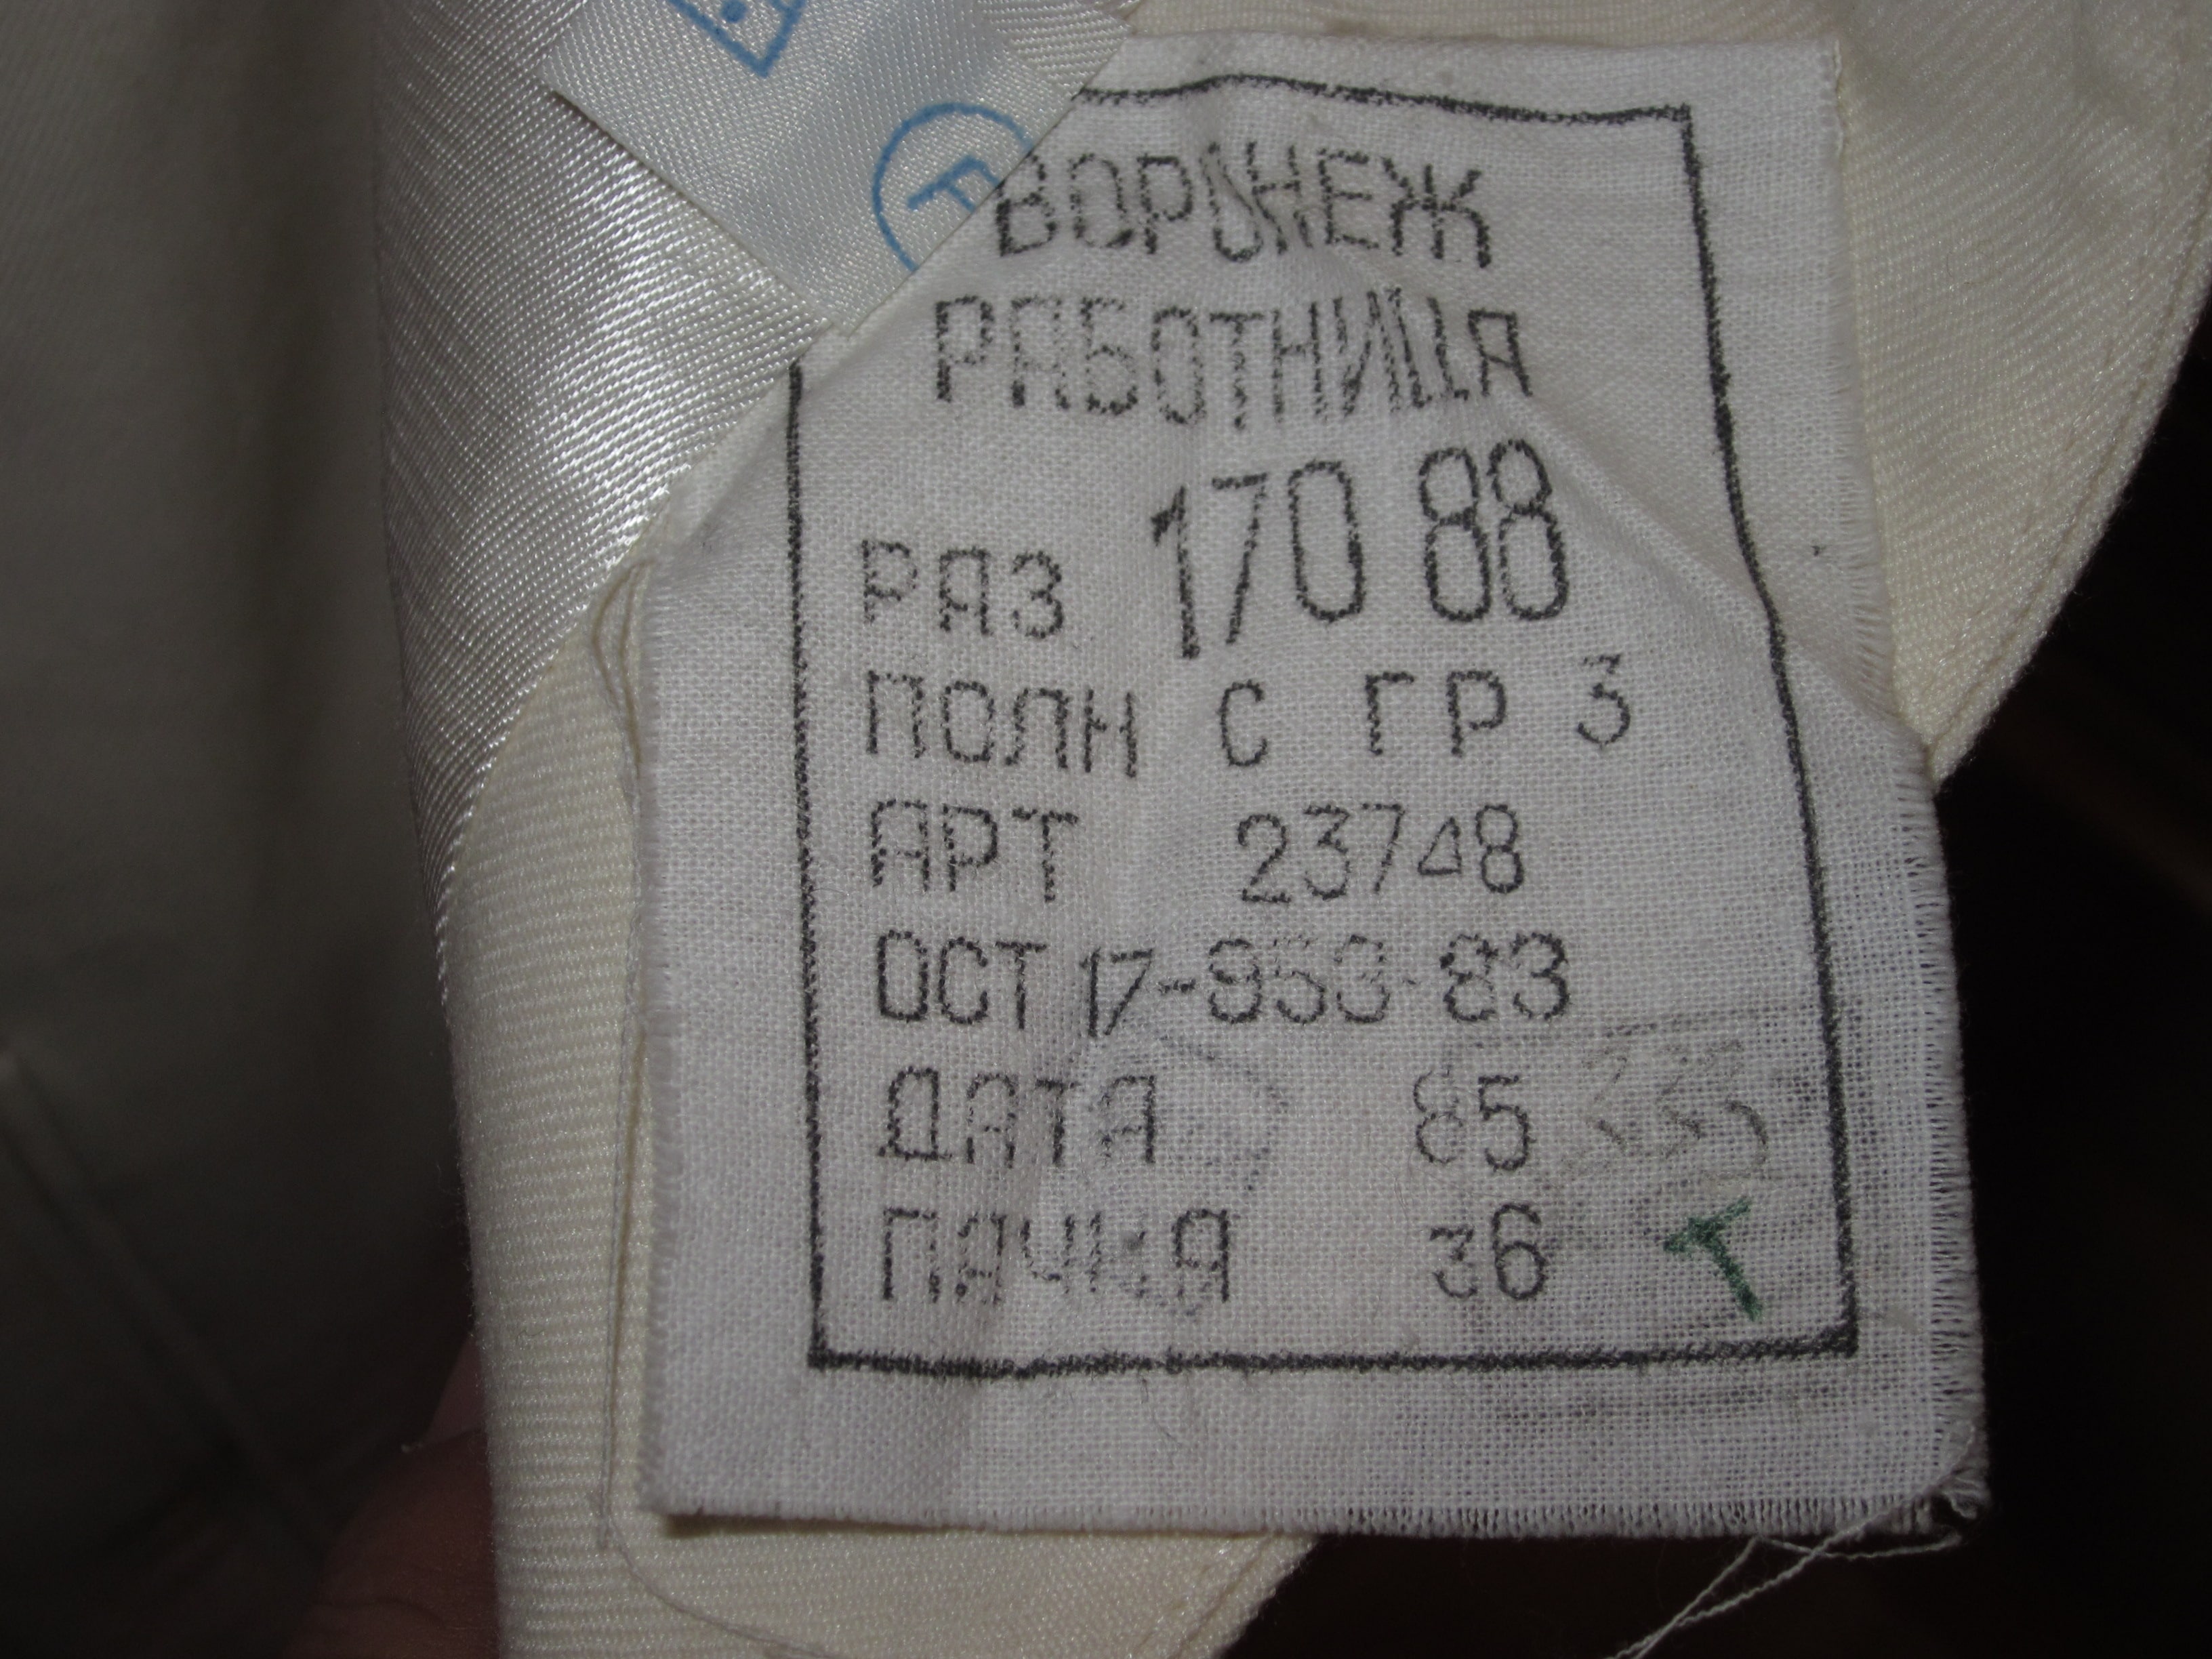 F
ВОРОНЕЖ
РАБОТНИЦА
РАЗ 170 88
ПОЛН С ГР 3
АРТ 23748
ОСТ 17-953-83
ДАТА 85
ПАЧКА 36 Т